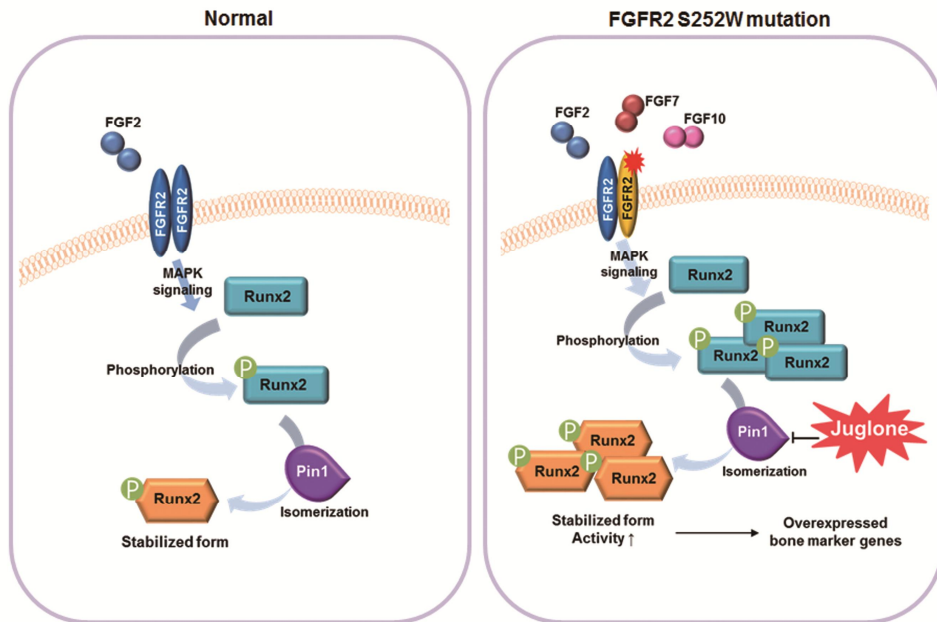 Normal
FGF2
FGFR2
FGFR2
MAPK
signaling
Runx2
Phosphorylation
P
Runx2
Pin1
Isomerization
P
Runx2
Stabilized form
FGFR2 S252W mutation
FGF7
FGF2
FGF10
FGFR2
FGFR2
MAPK
signaling
Runx2
Phosphorylation
P
Runx2
P
Runx2
P
Runx2
Pin1
Juglone
Isomerization
P
Runx2
P
Runx2
P
Runx2
Stabilized form
Activity ↑
Overexpressed
bone marker genes